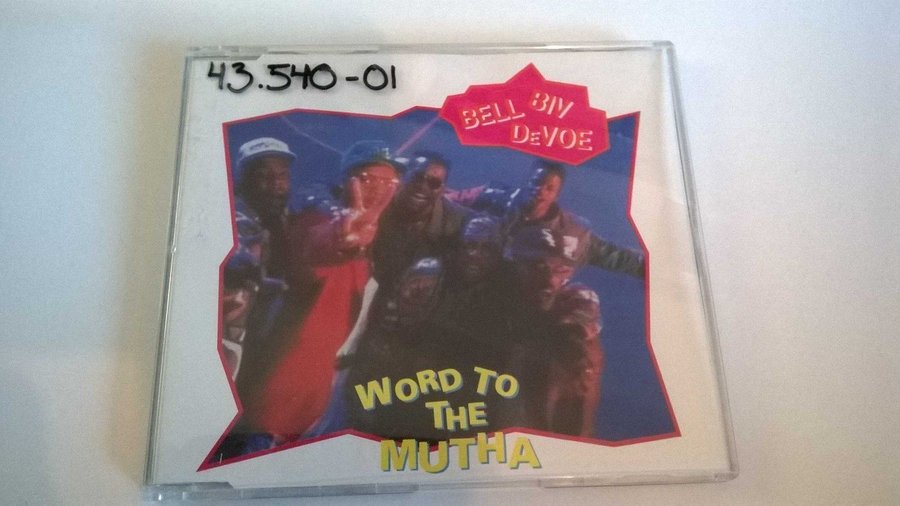 43.540-01
BELL BIV
DeVOE
WORD TO
THE
MUTHA